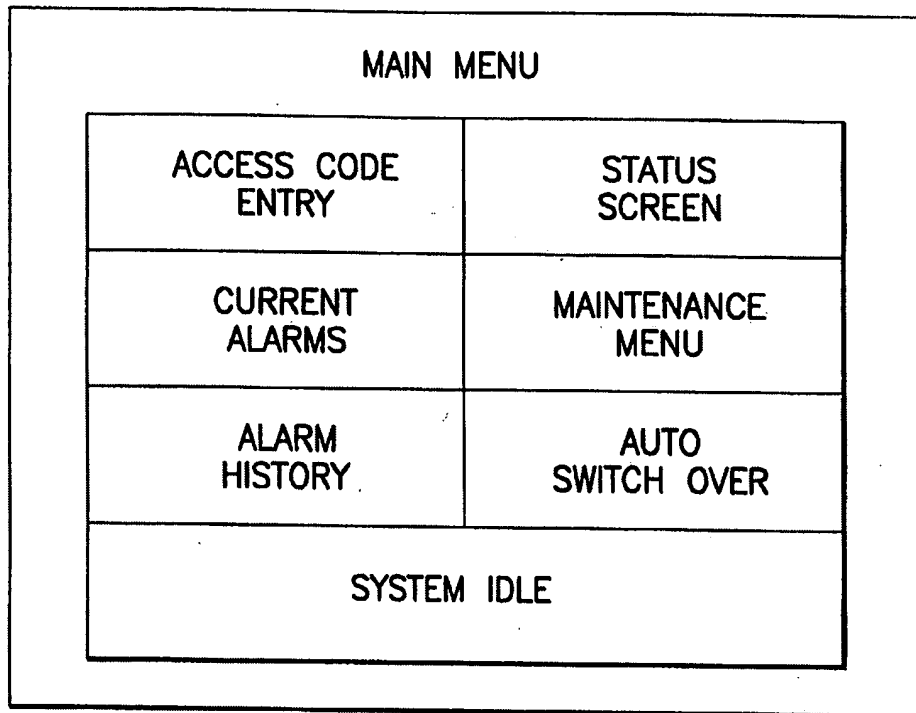 MAIN MENU
ACCESS CODE
ENTRY
STATUS
SCREEN
CURRENT
ALARMS
MAINTENANCE
MENU
ALARM
HISTORY
AUTO
SWITCH OVER
SYSTEM IDLE